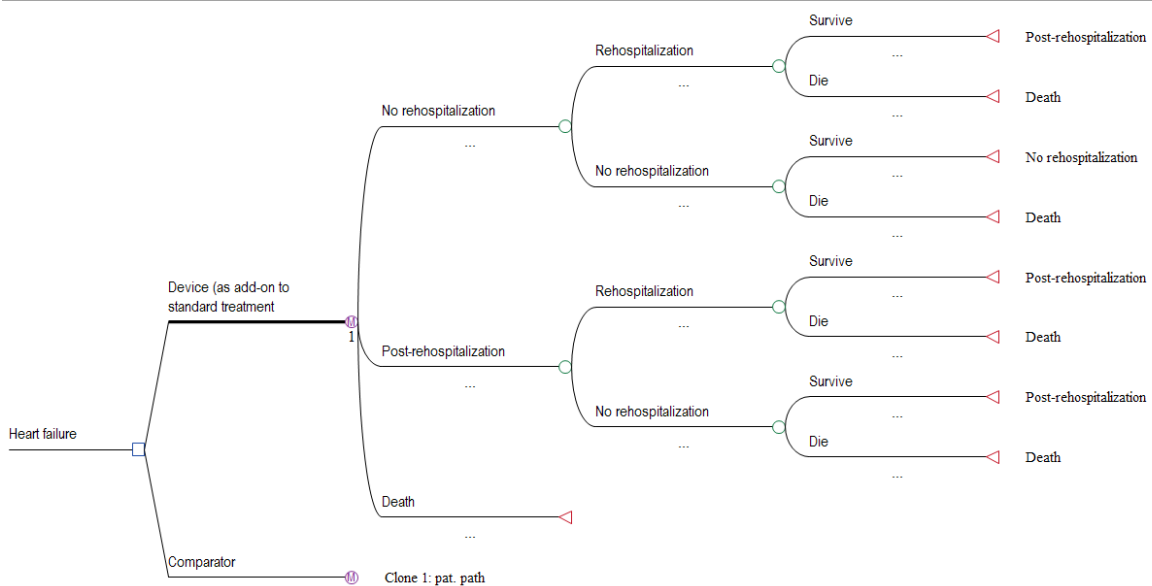 Survive
Post-rehospitalization
...
Rehospitalization
...
Die
Death
...
No rehospitalization
...
Survive
No rehospitalization
...
No rehospitalization
...
Die
Death
...
Device (as add-on to
standard treatment
M
1
Survive
Post-rehospitalization
...
Rehospitalization
...
Die
Death
...
Post-rehospitalization
...
Survive
Post-rehospitalization
...
No rehospitalization
...
Die
Death
...
Heart failure
Death
...
Comparator
M
Clone 1: pat. path